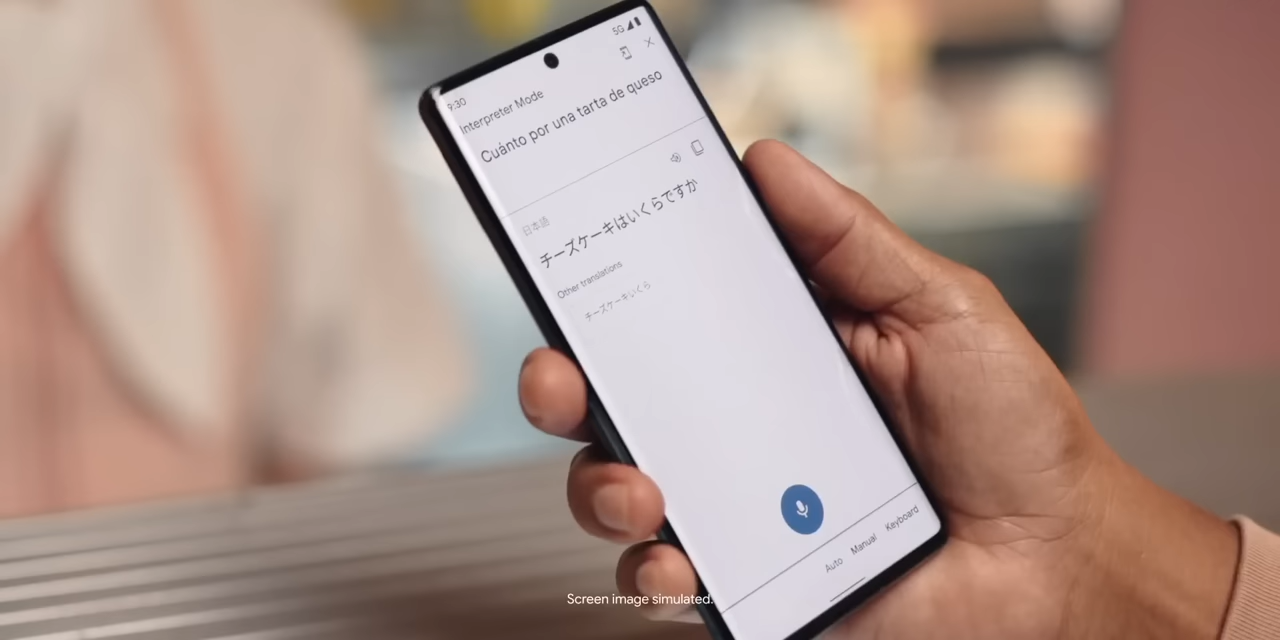 5G
9:30
Interpreter Mode
Cuánto por una tarta de queso
日本語
チーズケーキはいくらですか
Other translations
チーズケーキいくら
Auto Manual Keyboard
Screen image simulated.